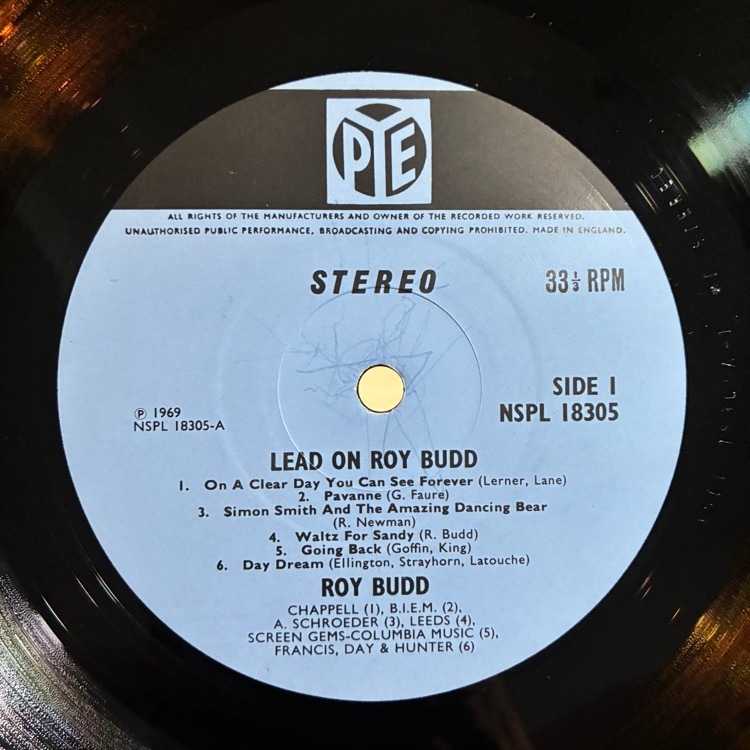 PYE
ALL RIGHTS OF THE MANUFACTURERS AND OWNER OF THE RECORDED WORK RESERVED.
UNAUTHORISED PUBLIC PERFORMANCE, BROADCASTING AND COPYING PROHIBITED. MADE IN ENGLAND.
STEREO 33⅓ RPM
SIDE 1
NSPL 18305
℗ 1969
NSPL 18305-A
LEAD ON ROY BUDD
1. On A Clear Day You Can See Forever (Lerner, Lane)
2. Pavanne (G. Faure)
3. Simon Smith And The Amazing Dancing Bear
(R. Newman)
4. Waltz For Sandy (R. Budd)
5. Going Back (Goffin, King)
6. Day Dream (Ellington, Strayhorn, Latouche)
ROY BUDD
CHAPPELL (1), B.I.E.M. (2),
A. SCHROEDER (3), LEEDS (4),
SCREEN GEMS-COLUMBIA MUSIC (5),
FRANCIS, DAY & HUNTER (6)